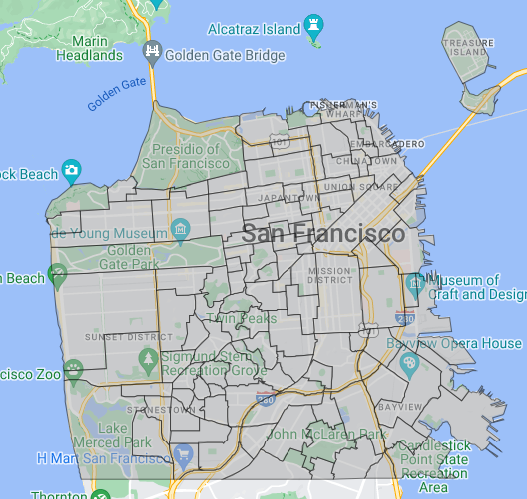 Alcatraz Island
Marin
Headlands
Golden Gate Bridge
TREASURE
ISLAND
Golden Gate
FISHERMAN'S
WHARF
101
EMBARCADERO
Presidio of
San Francisco
CHINATOWN
ock Beach
UNION SQUARE
JAPANTOWN
de Young Museum
San Francisco
Golden
Gate Park
MISSION
DISTRICT
n Beach
Museum of
Craft and Design
280
Twin Peaks
SUNSET DISTRICT
Bayview Opera House
Sigmund Stern
Recreation Grove
cisco Zoo
280
STONESTOWN
BAYVIEW
Lake
Merced Park
John McLaren Park
Candlestick
Point State
Recreation
Area
H Mart San Francisco
Thornton